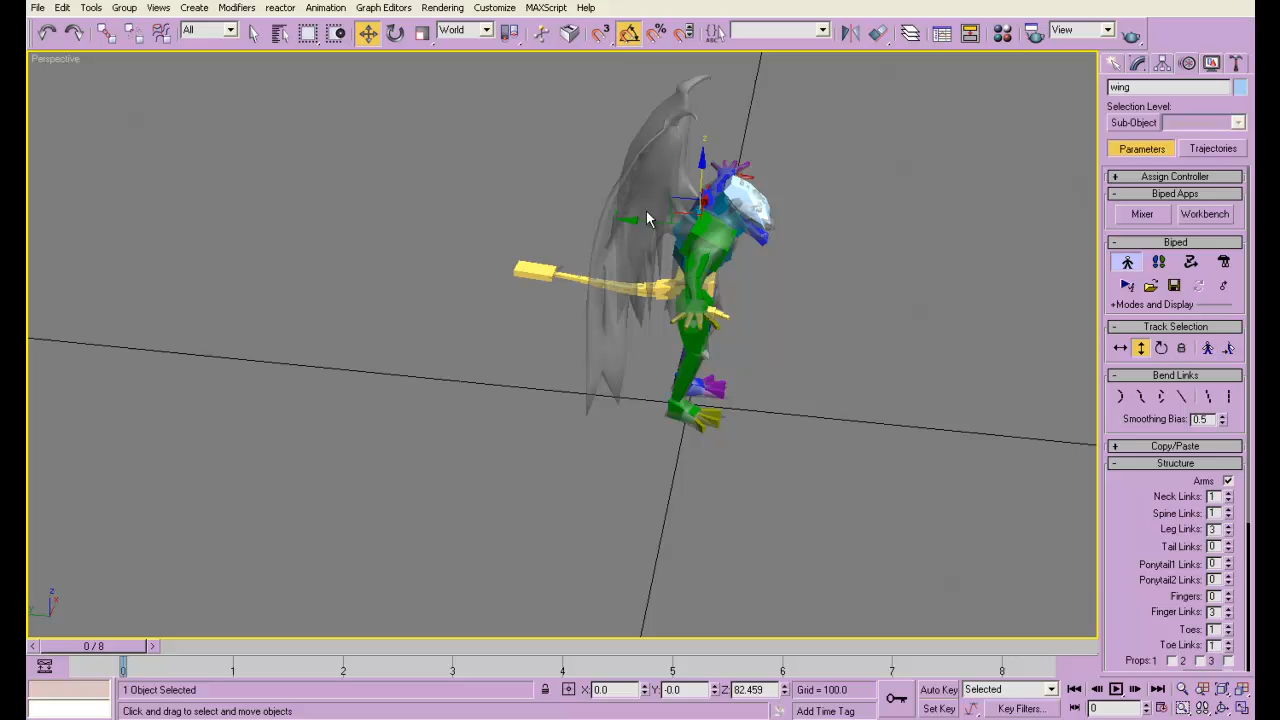 File Edit Tools Group Views Create Modifiers reactor Animation Graph Editors Rendering Customize MAXScript Help
All World View
Perspective
wing
Selection Level:
Sub-Object
Parameters Trajectories
+ Assign Controller
- Biped Apps
Mixer Workbench
- Biped
+Modes and Display
- Track Selection
- Bend Links
Smoothing Bias: 0.5
+ Copy/Paste
- Structure
Arms
Neck Links: 1
Spine Links: 1
Leg Links: 3
Tail Links: 0
Ponytail1 Links: 0
Ponytail2 Links: 0
Fingers: 0
Finger Links: 3
Toes: 1
Toe Links: 1
Props:1 2 3
z
z
x
y
< 0 / 8 >
0 1 2 3 4 5 6 7 8
1 Object Selected X: 0.0 Y: -0.0 Z: 82.459 Grid = 100.0 Auto Key Selected
Click and drag to select and move objects Add Time Tag Set Key Key Filters... 0